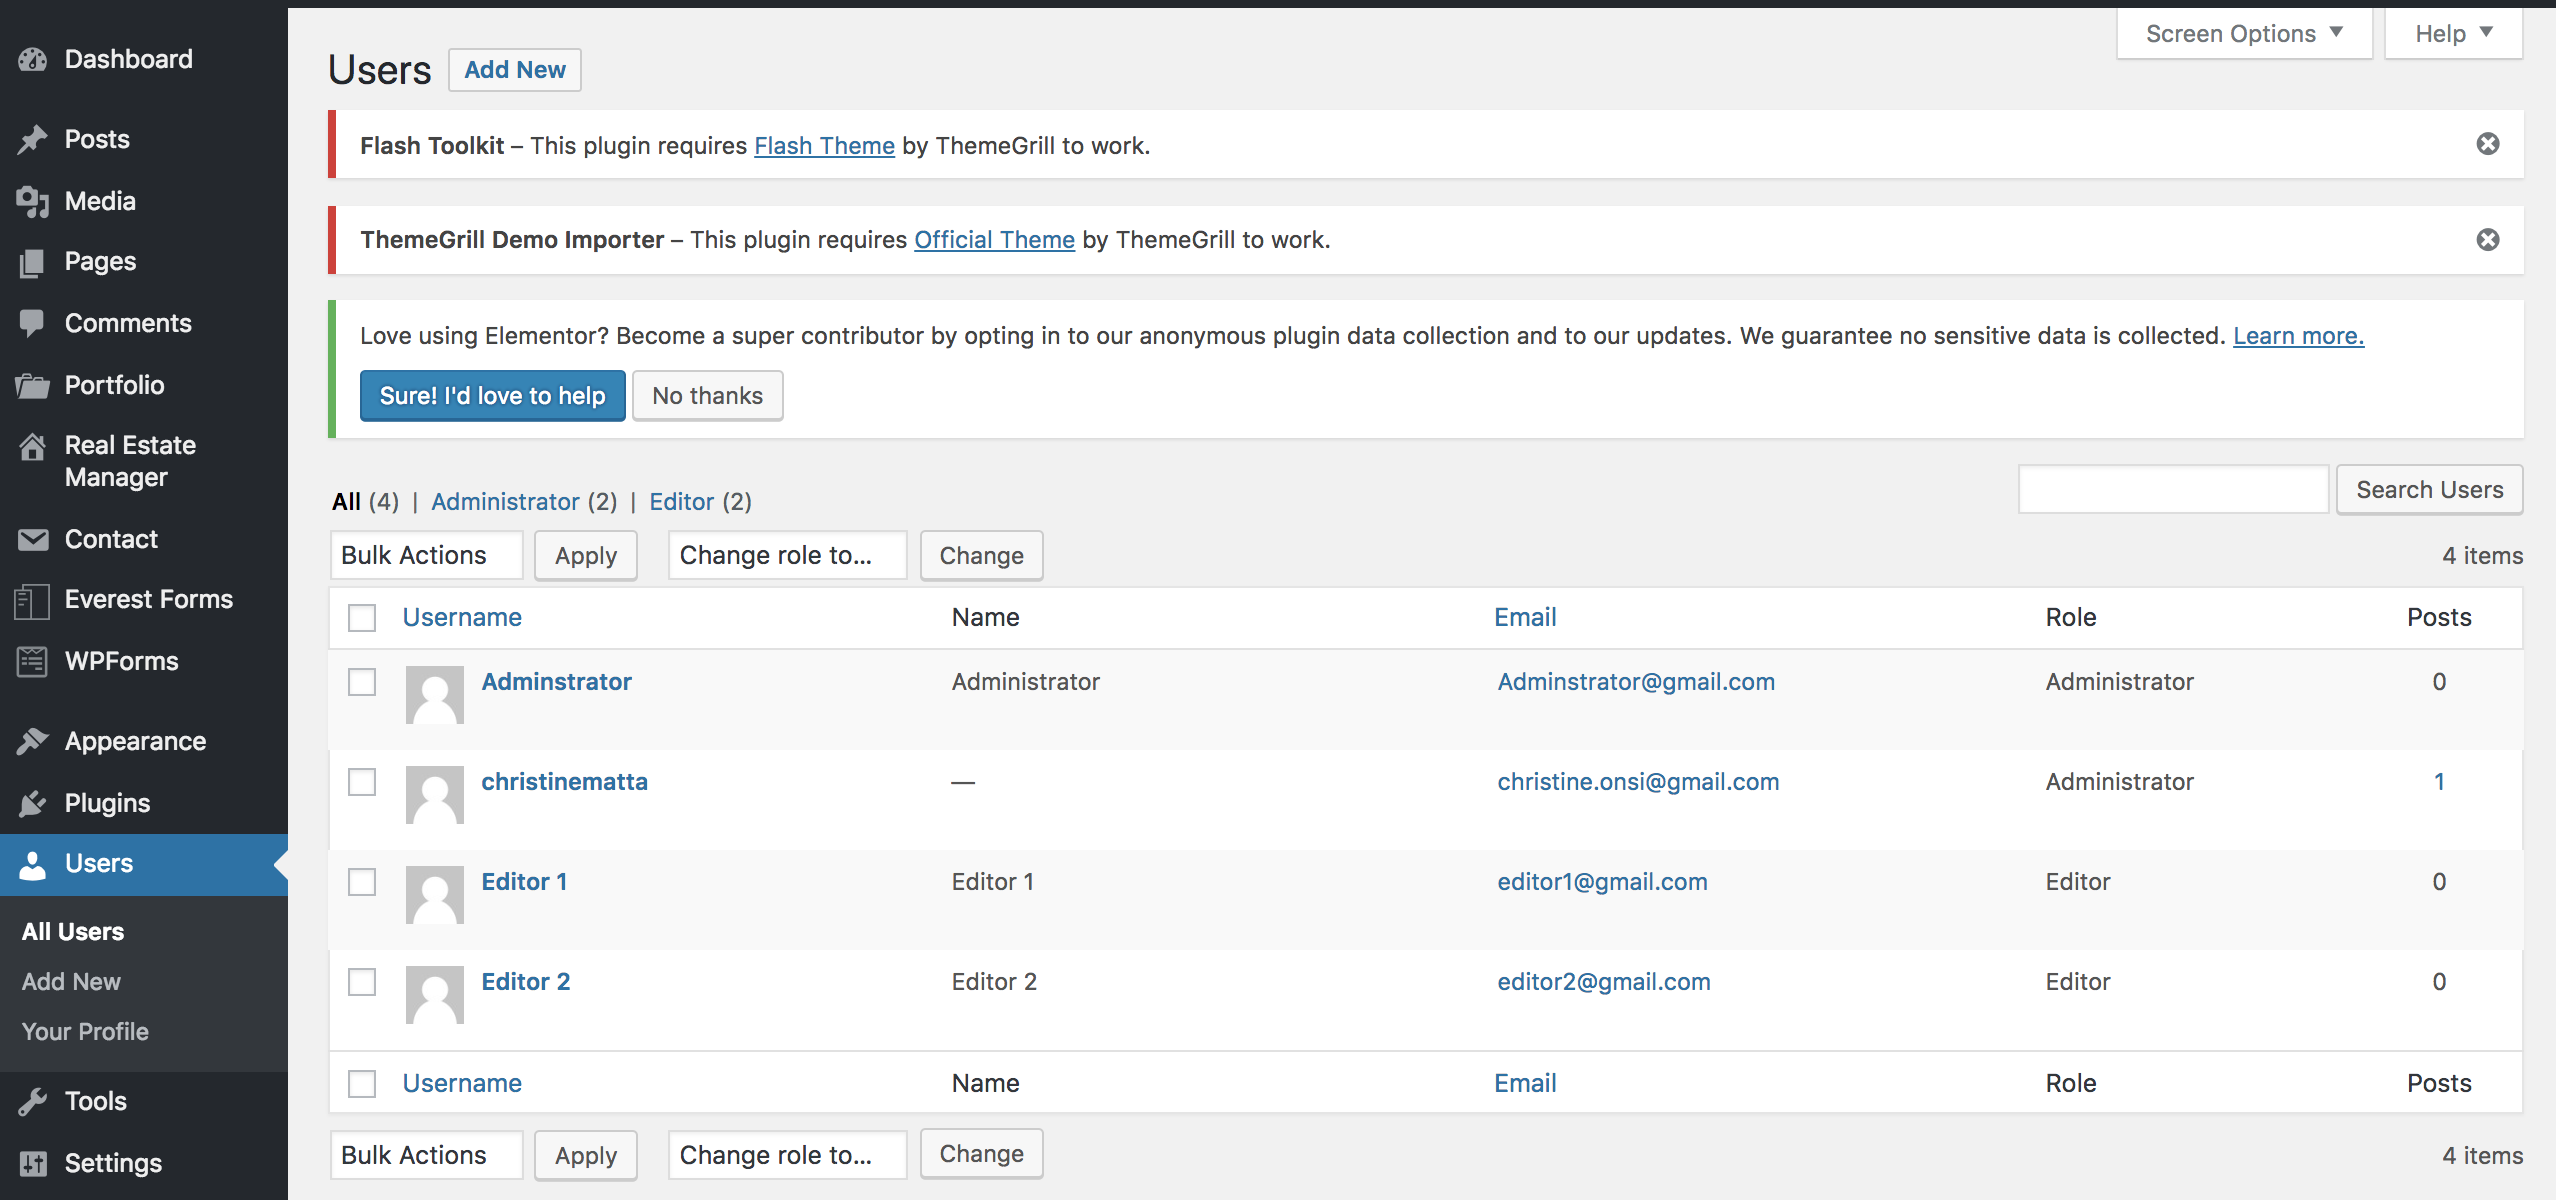 Dashboard
Posts
Media
Pages
Comments
Portfolio
Real Estate
Manager
Contact
Everest Forms
WPForms
Appearance
Plugins
Users
All Users
Add New
Your Profile
Tools
Settings
Screen Options Help
Users Add New
Flash Toolkit – This plugin requires Flash Theme by ThemeGrill to work.
ThemeGrill Demo Importer – This plugin requires Official Theme by ThemeGrill to work.
Love using Elementor? Become a super contributor by opting in to our anonymous plugin data collection and to our updates. We guarantee no sensitive data is collected. Learn more.
Sure! I'd love to help No thanks
All (4) | Administrator (2) | Editor (2)
Search Users
Bulk Actions Apply Change role to... Change 4 items
Username Name Email Role Posts
Adminstrator Administrator Adminstrator@gmail.com Administrator 0
christinematta — christine.onsi@gmail.com Administrator 1
Editor 1 Editor 1 editor1@gmail.com Editor 0
Editor 2 Editor 2 editor2@gmail.com Editor 0
Username Name Email Role Posts
Bulk Actions Apply Change role to... Change 4 items